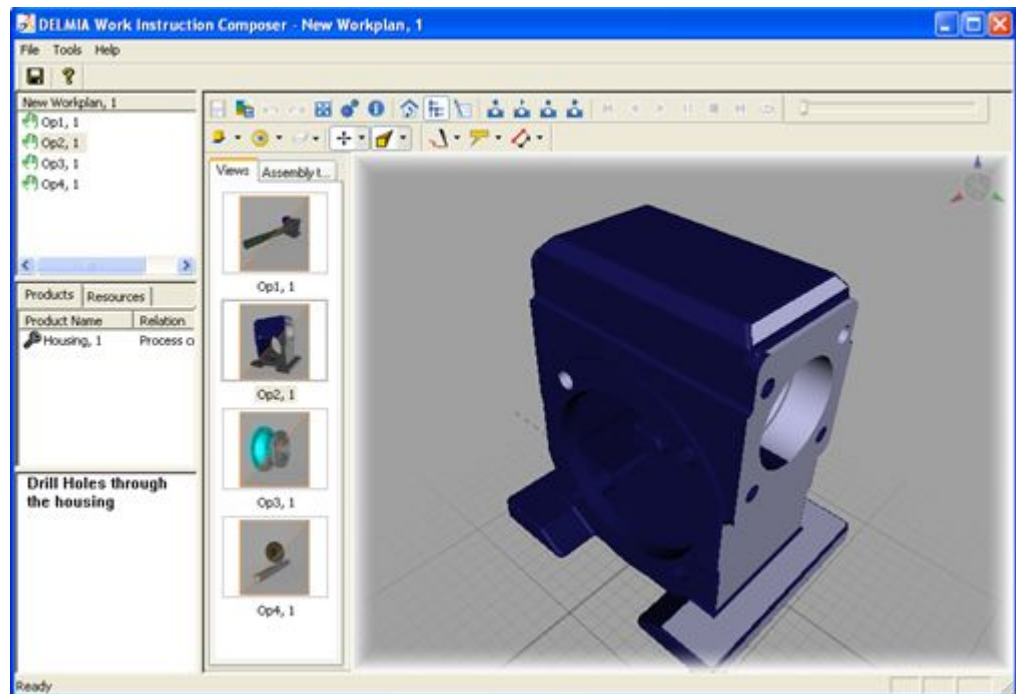 DELMIA Work Instruction Composer - New Workplan, 1
File Tools Help
New Workplan, 1
Op1, 1
Op2, 1
Op3, 1
Op4, 1
Products Resources
Product Name Relation
Housing, 1 Process o
Drill Holes through
the housing
Views Assembly t...
Op1, 1
Op2, 1
Op3, 1
Op4, 1
Ready